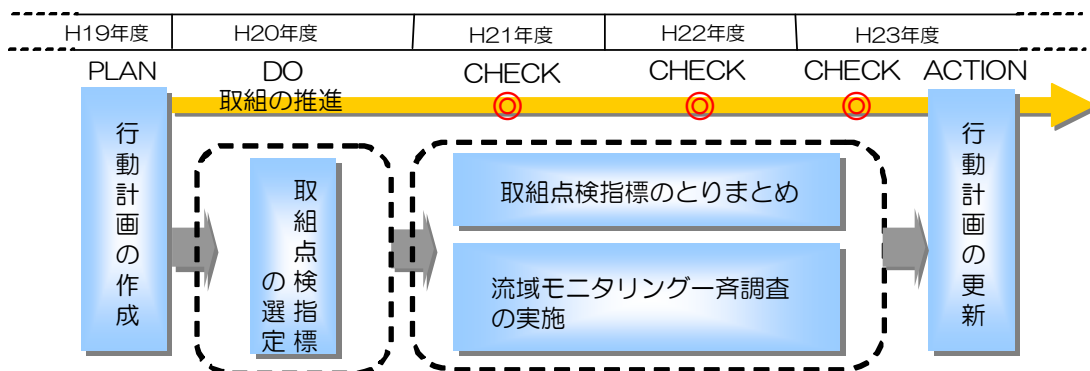 H19年度 H20年度 H21年度 H22年度 H23年度
PLAN DO CHECK CHECK CHECK ACTION
取組の推進
行動計画の作成
取組点検指標
の選定
取組点検指標のとりまとめ
流域モニタリング一斉調査
の実施
行動計画の更新